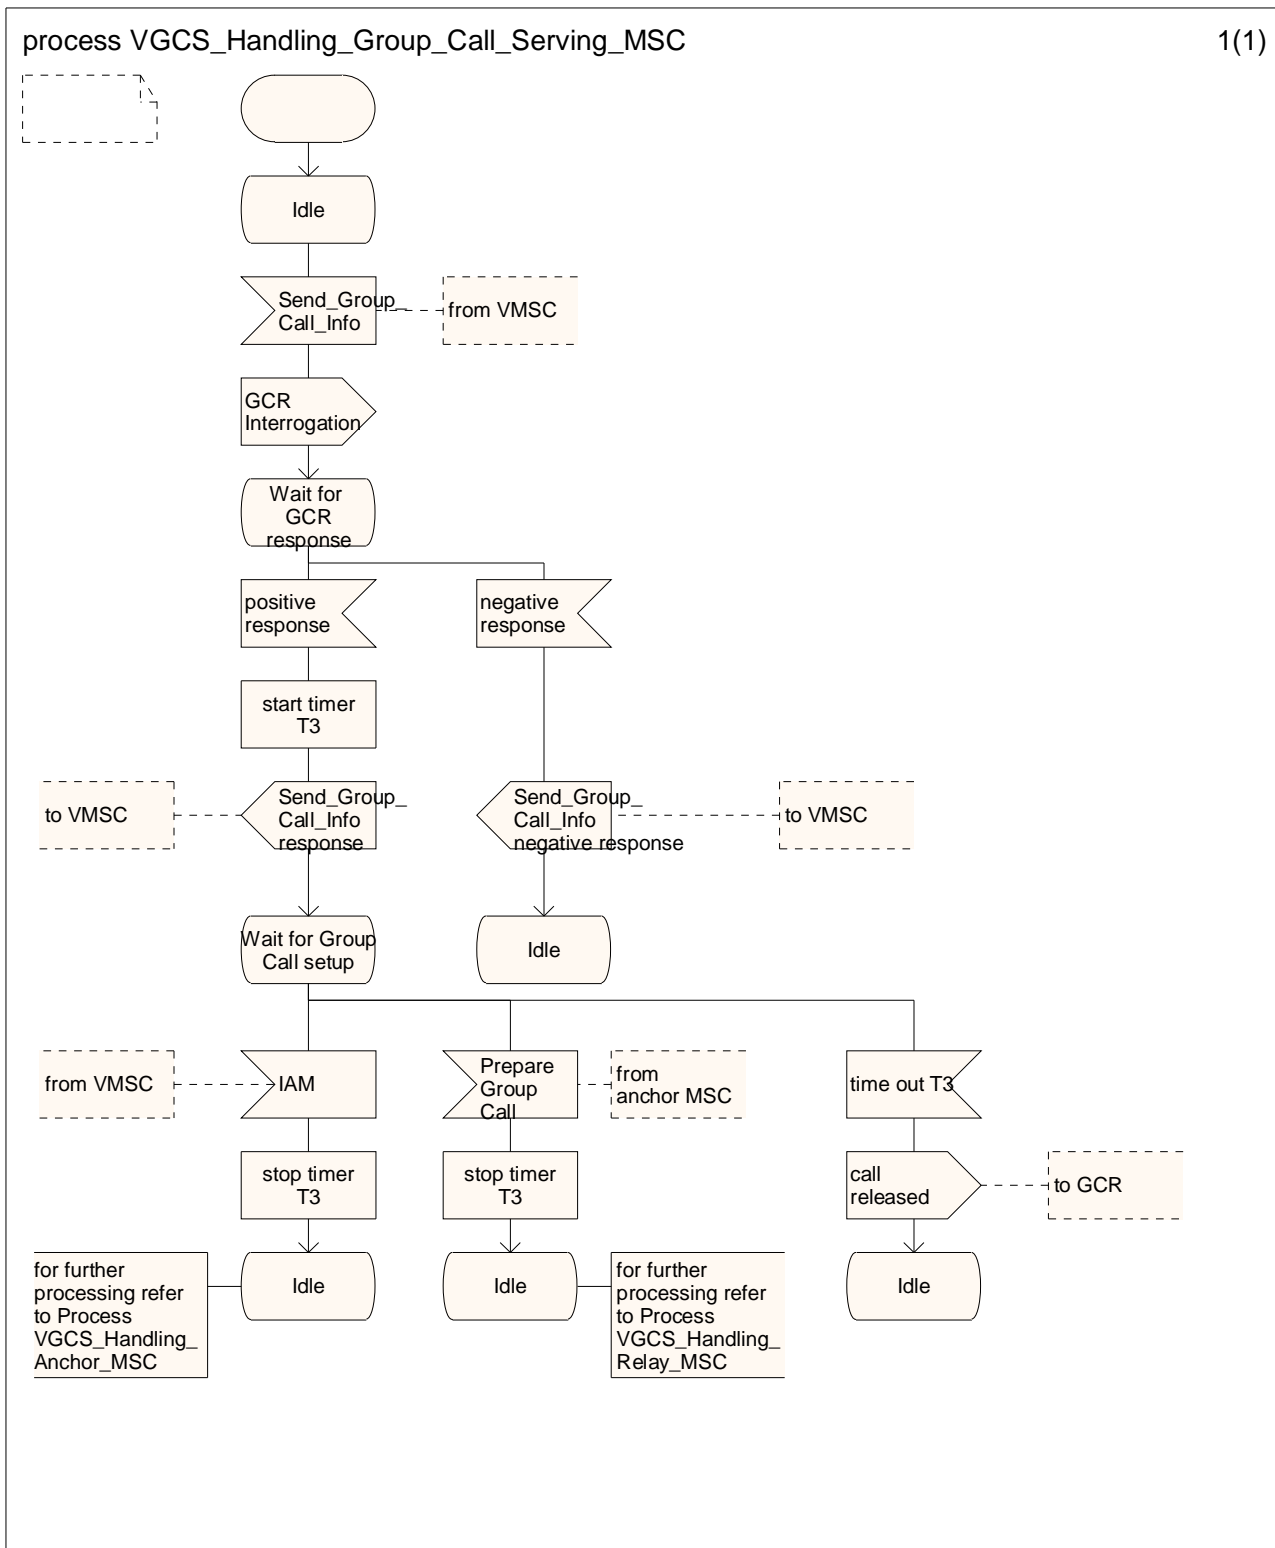 process VGCS_Handling_Group_Call_Serving_MSC
1(1)
Idle
Send_Group_
Call_Info
from VMSC
GCR
Interrogation
Wait for
GCR
response
positive
response
negative
response
start timer
T3
to VMSC
Send_Group_
Call_Info
response
Send_Group_
Call_Info
negative response
to VMSC
Wait for Group
Call setup
Idle
from VMSC
IAM
Prepare
Group
Call
from
anchor MSC
time out T3
stop timer
T3
stop timer
T3
call
released
to GCR
for further
processing refer
to Process
VGCS_Handling_
Anchor_MSC
Idle
Idle
for further
processing refer
to Process
VGCS_Handling_
Relay_MSC
Idle